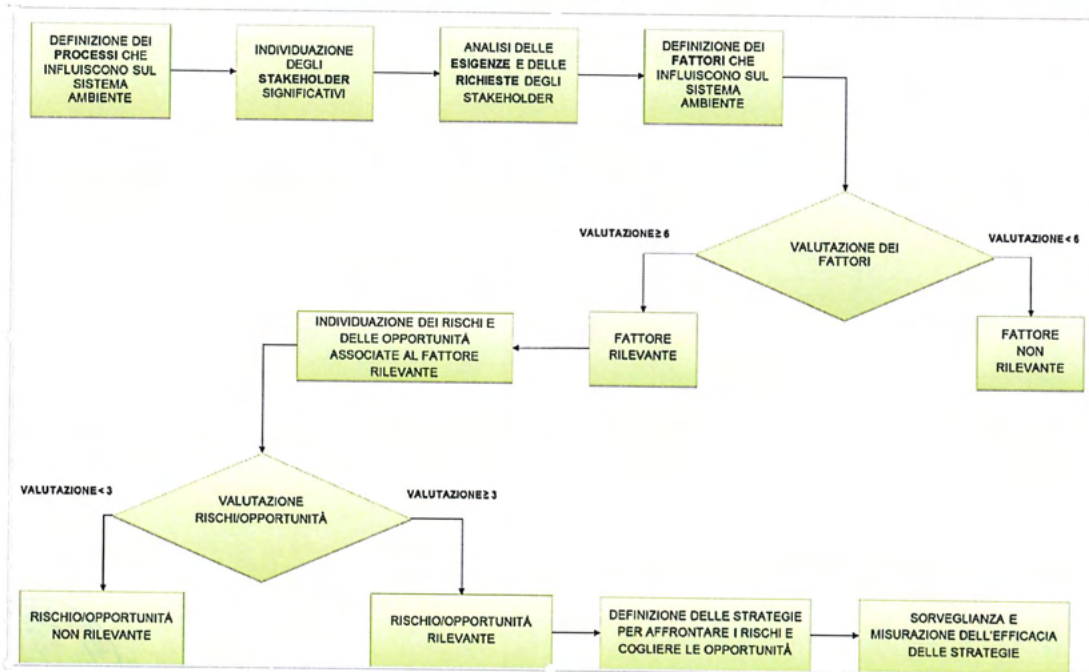 DEFINIZIONE DEI
PROCESSI CHE
INFLUISCONO SUL
SISTEMA
AMBIENTE
INDIVIDUAZIONE
DEGLI
STAKEHOLDER
SIGNIFICATIVI
ANALISI DELLE
ESIGENZE E DELLE
RICHIESTE DEGLI
STAKEHOLDER
DEFINIZIONE DEI
FATTORI CHE
INFLUISCONO SUL
SISTEMA
AMBIENTE
VALUTAZIONE≥6
VALUTAZIONE DEI
FATTORI
VALUTAZIONE<6
INDIVIDUAZIONE DEI RISCHI E
DELLE OPPORTUNITÀ
ASSOCIATE AL FATTORE
RILEVANTE
FATTORE
RILEVANTE
FATTORE
NON
RILEVANTE
VALUTAZIONE<3
VALUTAZIONE
RISCHI/OPPORTUNITÀ
VALUTAZIONE≥3
RISCHIO/OPPORTUNITÀ
NON RILEVANTE
RISCHIO/OPPORTUNITÀ
RILEVANTE
DEFINIZIONE DELLE STRATEGIE
PER AFFRONTARE I RISCHI E
COGLIERE LE OPPORTUNITÀ
SORVEGLIANZA E
MISURAZIONE DELL'EFFICACIA
DELLE STRATEGIE